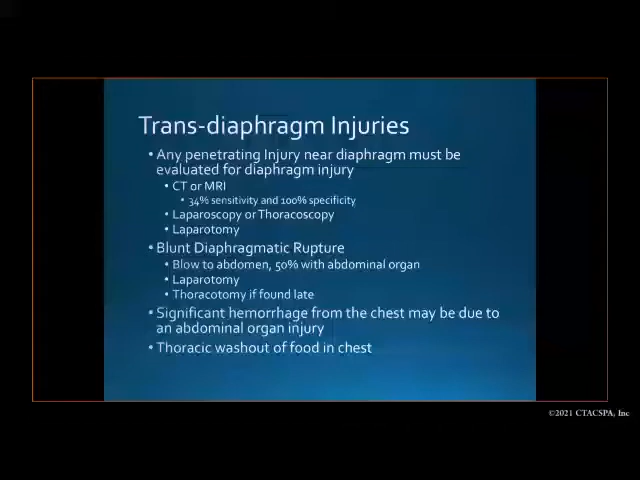 Trans-diaphragm Injuries
• Any penetrating Injury near diaphragm must be
evaluated for diaphragm injury
• CT or MRI
• 34% sensitivity and 100% specificity
• Laparoscopy or Thoracoscopy
• Laparotomy
• Blunt Diaphragmatic Rupture
• Blow to abdomen, 50% with abdominal organ
• Laparotomy
• Thoracotomy if found late
• Significant hemorrhage from the chest may be due to
an abdominal organ injury
• Thoracic washout of food in chest
©2021 CTACSPA, Inc